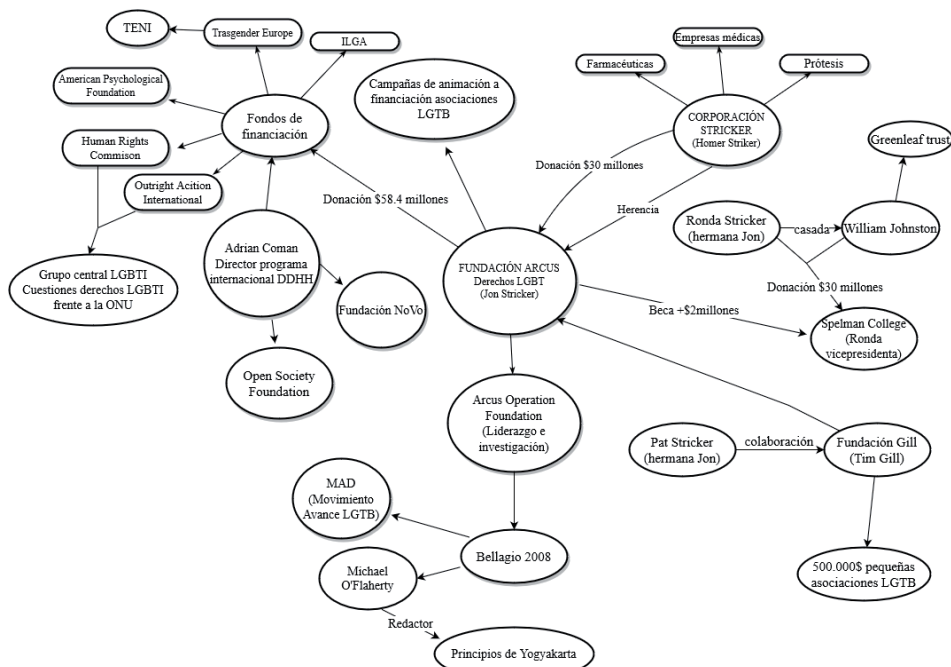 TENI
Trasgender Europe
ILGA
Empresas médicas
Farmacéuticas
Prótesis
American Psychological
Foundation
Fondos de
financiación
Campañas de animación a
financiación asociaciones
LGTB
CORPORACIÓN
STRICKER
(Homer Striker)
Greenleaf trust
Human Rights
Commison
Outright Acition
International
Donación $58.4 millones
Donación $30 millones
Herencia
Ronda Stricker
(hermana Jon)
casada
William Johnston
Grupo central LGBTI
Cuestiones derechos LGBTI
frente a la ONU
Adrian Coman
Director programa
internacional DDHH
Fundación NoVo
FUNDACIÓN ARCUS
Derechos LGBT
(Jon Stricker)
Donación $30 millones
Beca +$2millones
Spelman College
(Ronda
vicepresidenta)
Open Society
Foundation
Arcus Operation
Foundation
(Liderazgo e
investigación)
Pat Stricker
(hermana Jon)
colaboración
Fundación Gill
(Tim Gill)
MAD
(Movimiento
Avance LGTB)
Bellagio 2008
Michael
O'Flaherty
500.000$ pequeñas
asociaciones LGTB
Redactor
Principios de Yogyakarta